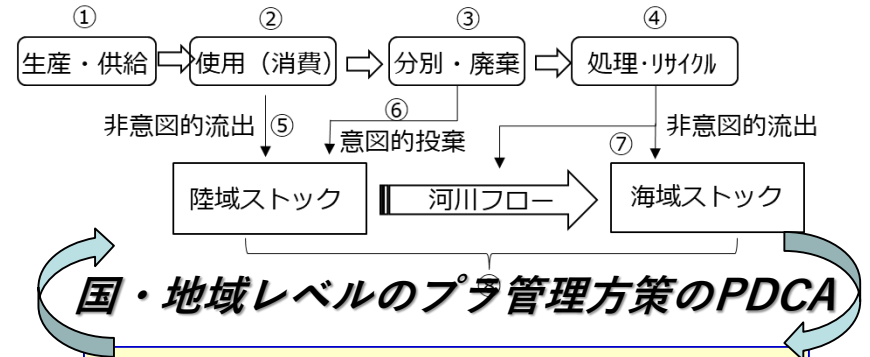 ① ② ③ ④
生産・供給 使用（消費） 分別・廃棄 処理・ﾘｻｲｸﾙ
非意図的流出 ⑤ ⑥ 意図的投棄 ⑦ 非意図的流出
陸域ストック 河川フロー 海域ストック
⑧
国・地域レベルのプラ管理方策のPDCA